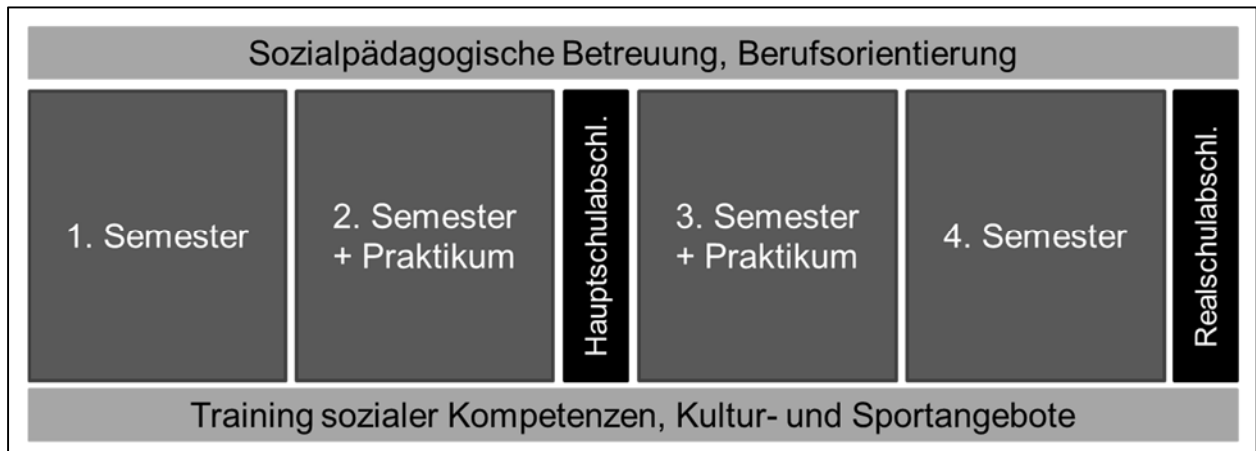 Sozialpädagogische Betreuung, Berufsorientierung
1. Semester
2. Semester
+ Praktikum
Hauptschulabschl.
3. Semester
+ Praktikum
4. Semester
Realschulabschl.
Training sozialer Kompetenzen, Kultur- und Sportangebote